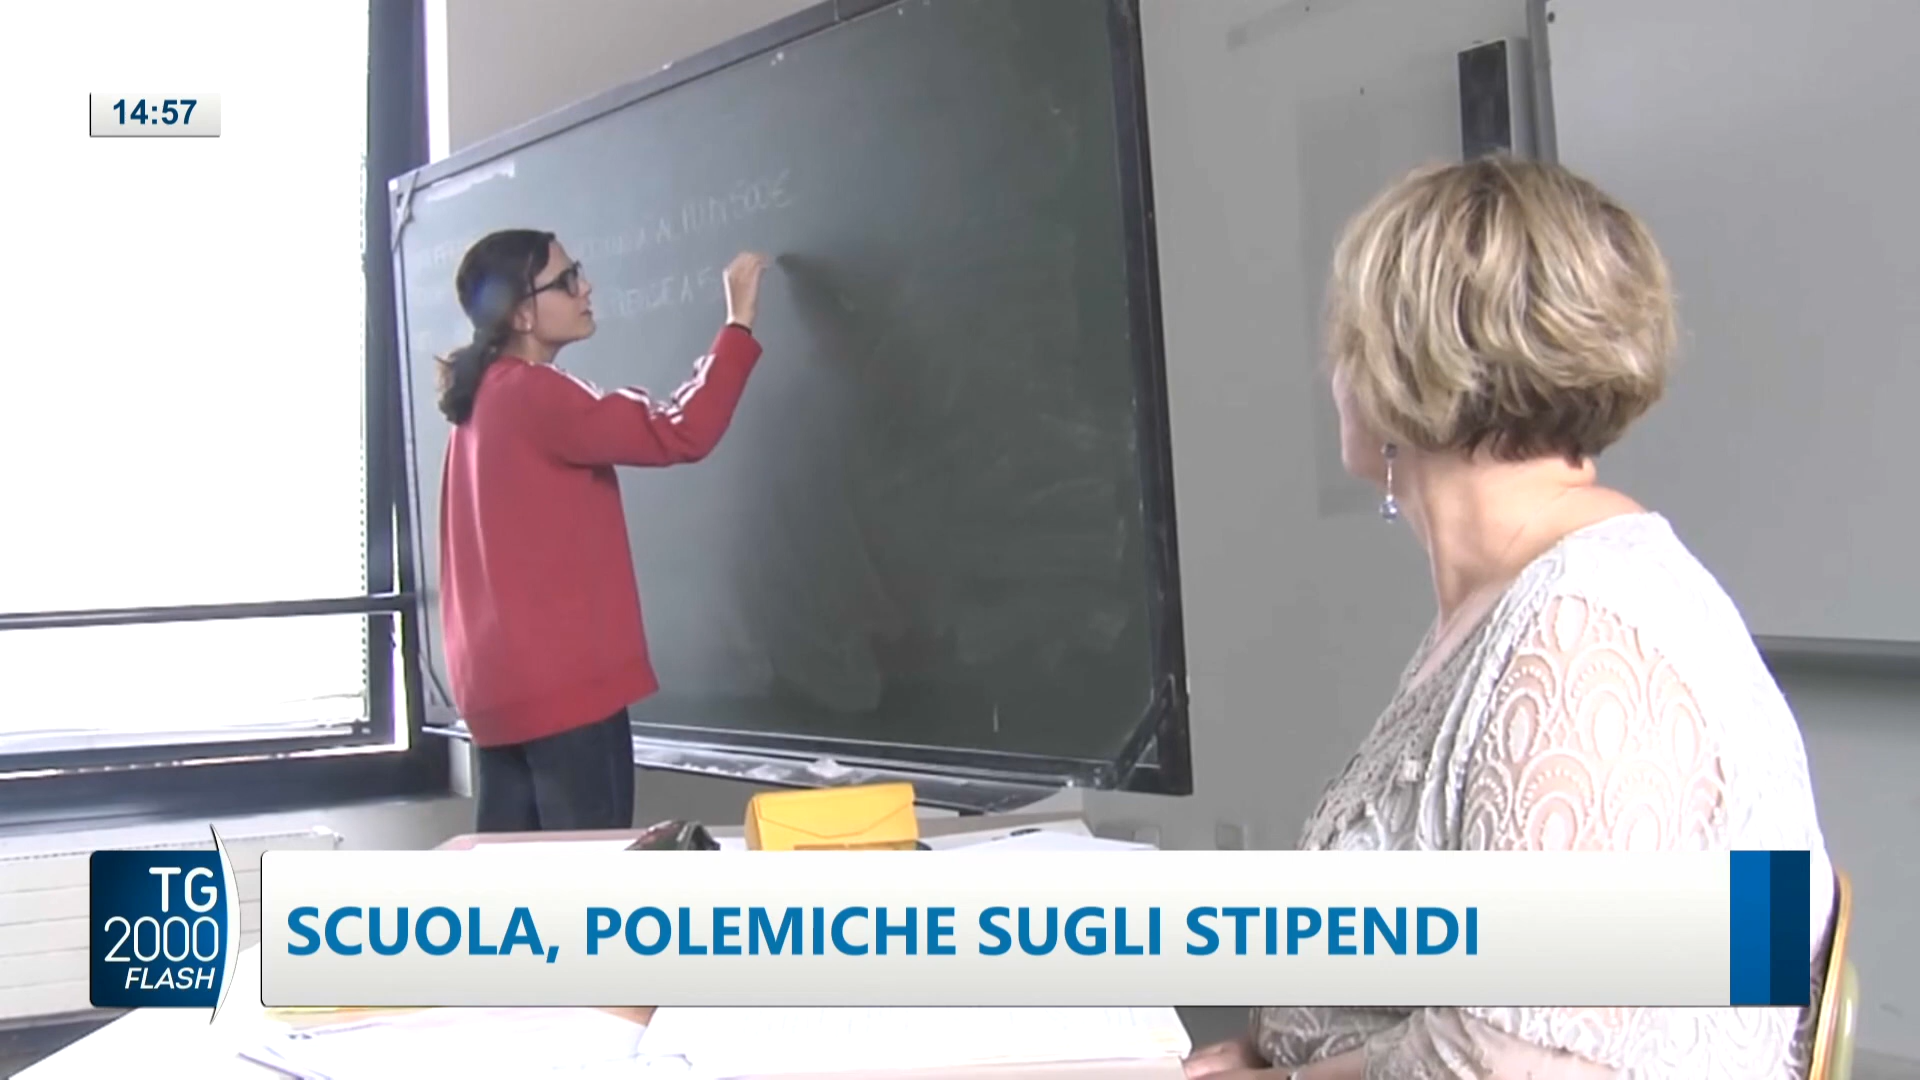 14:57
TG
2000
FLASH
SCUOLA, POLEMICHE SUGLI STIPENDI